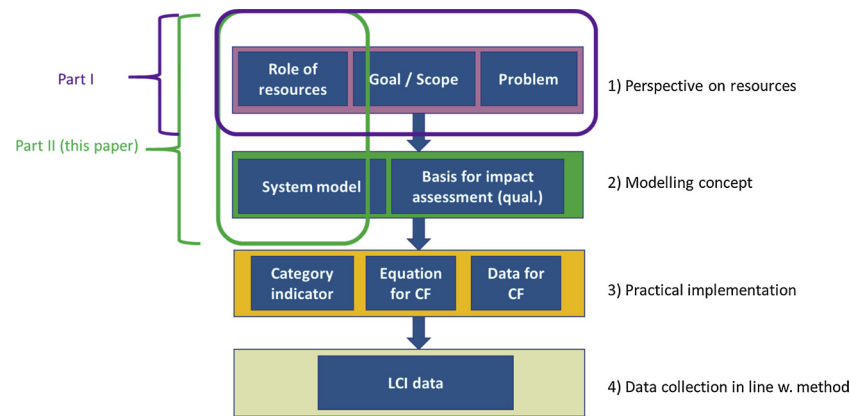 Part I
Part II (this paper)
Role of
resources
Goal / Scope
Problem
1) Perspective on resources
System model
Basis for impact
assessment (qual.)
2) Modelling concept
Category
indicator
Equation
for CF
Data for
CF
3) Practical implementation
LCI data
4) Data collection in line w. method